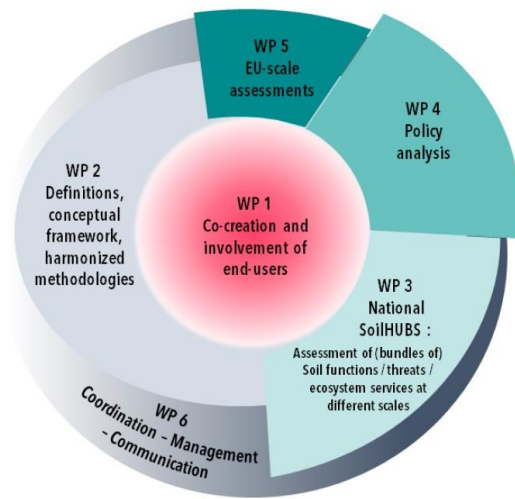 WP 5
EU-scale
assessments
WP 4
Policy
analysis
WP 2
Definitions,
conceptual
framework,
harmonized
methodologies
WP 1
Co-creation and
involvement of
end-users
WP 3
National
SoilHUBS :
Assessment of (bundles of)
Soil functions / threats /
ecosystem services at
different scales
WP 6
Coordination – Management
– Communication